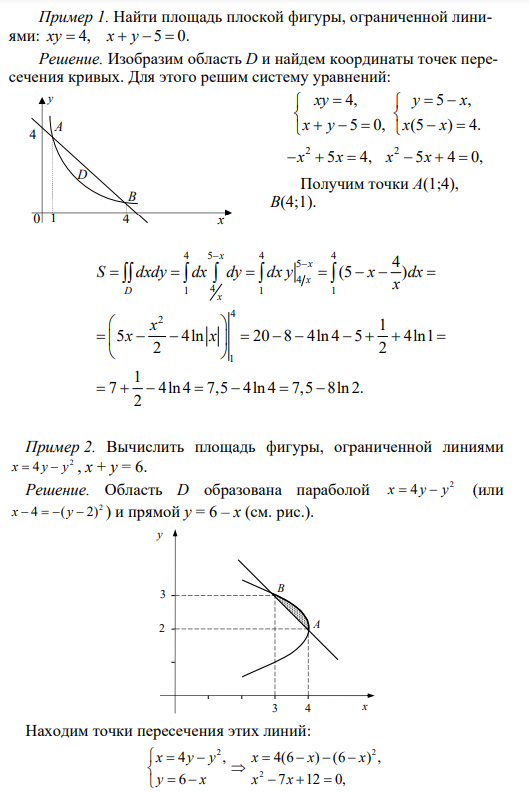 Пример 1. Найти площадь плоской фигуры, ограниченной лини-
ями: xy = 4, x + y − 5 = 0.
Решение. Изобразим область D и найдем координаты точек пере-
сечения кривых. Для этого решим систему уравнений:
y
4
A
D
B
0
1
4
x
{ xy = 4, { y = 5 − x,
{ x + y − 5 = 0, { x(5 − x) = 4.
−x² + 5x = 4, x² − 5x + 4 = 0,
Получим точки A(1;4),
B(4;1).
S = ∬_D dxdy = ∫_1^4 dx ∫_{4/x}^{5−x} dy = ∫_1^4 dx y|_{4/x}^{5−x} = ∫_1^4 (5 − x − 4/x)dx =
= (5x − x²/2 − 4ln|x|)|_1^4 = 20 − 8 − 4ln4 − 5 + 1/2 + 4ln1 =
= 7 + 1/2 − 4ln4 = 7,5 − 4ln4 = 7,5 − 8ln2.
Пример 2. Вычислить площадь фигуры, ограниченной линиями
x = 4y − y² , x + y = 6.
Решение. Область D образована параболой x = 4y − y² (или
x − 4 = −(y − 2)² ) и прямой y = 6 – x (см. рис.).
y
B
3
2
A
3
4
x
Находим точки пересечения этих линий:
{ x = 4y − y², ⇒ x = 4(6 − x) − (6 − x)²,
{ y = 6 − x x² − 7x + 12 = 0,